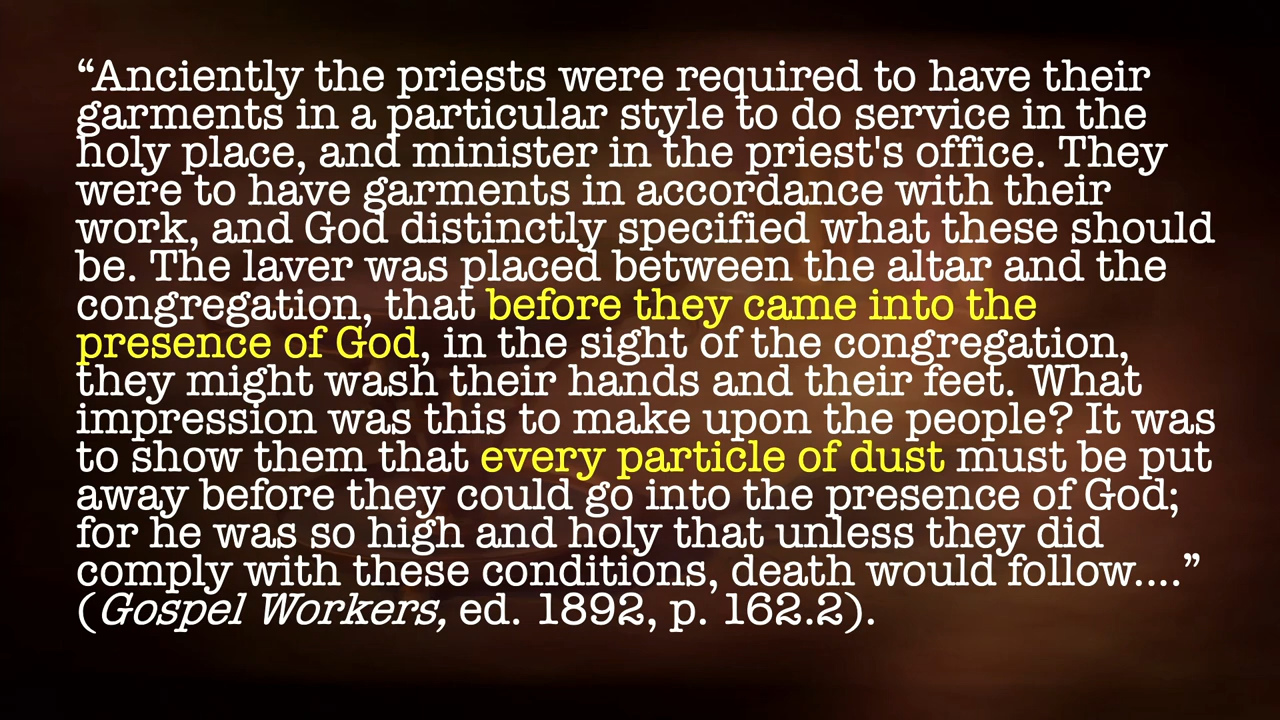 “Anciently the priests were required to have their
garments in a particular style to do service in the
holy place, and minister in the priest's office. They
were to have garments in accordance with their
work, and God distinctly specified what these should
be. The laver was placed between the altar and the
congregation, that before they came into the
presence of God, in the sight of the congregation,
they might wash their hands and their feet. What
impression was this to make upon the people? It was
to show them that every particle of dust must be put
away before they could go into the presence of God;
for he was so high and holy that unless they did
comply with these conditions, death would follow....”
(Gospel Workers, ed. 1892, p. 162.2).